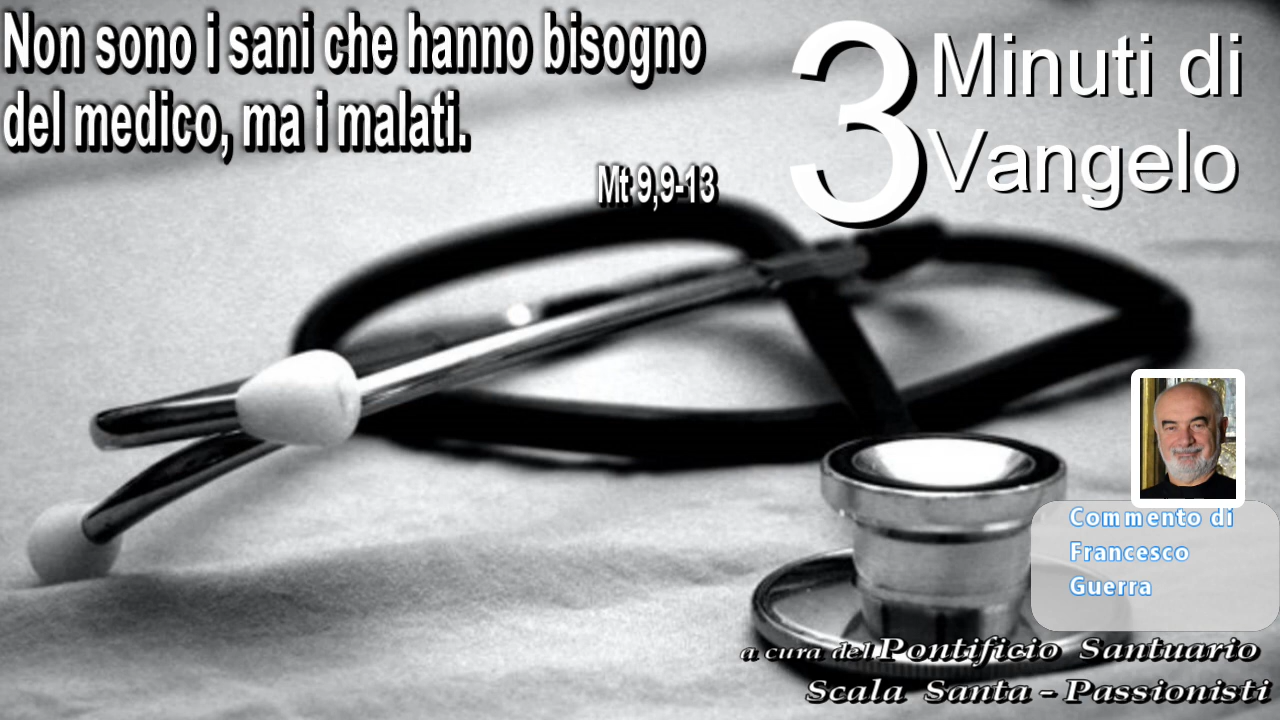 Non sono i sani che hanno bisogno
del medico, ma i malati.
Mt 9,9-13
3 Minuti di
Vangelo
Commento di
Francesco
Guerra
a cura del Pontificio Santuario
Scala Santa - Passionisti